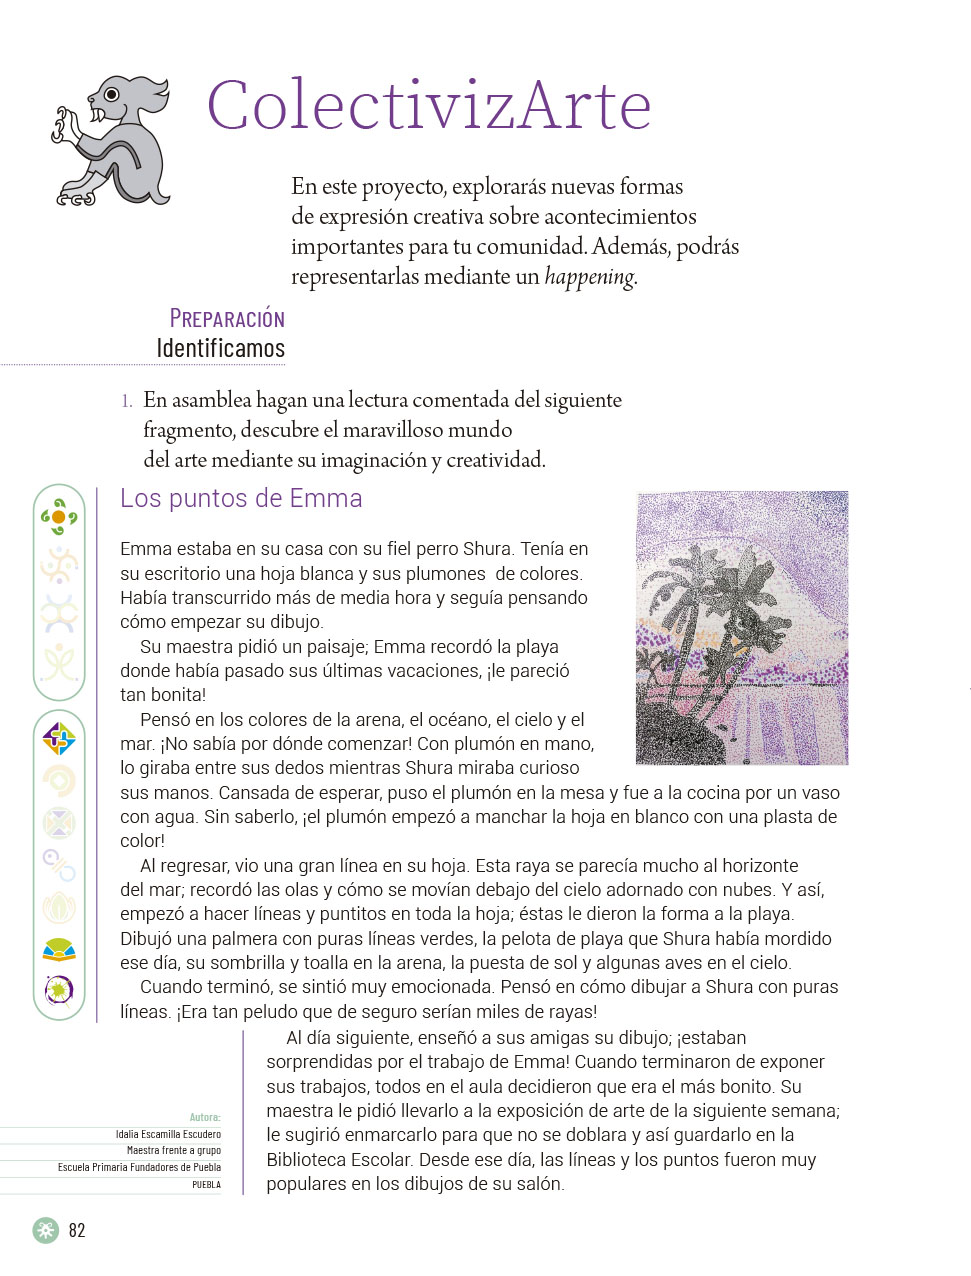 ColectivizArte
En este proyecto, explorarás nuevas formas
de expresión creativa sobre acontecimientos
importantes para tu comunidad. Además, podrás
representarlas mediante un happening.
PREPARACIÓN
Identificamos
1. En asamblea hagan una lectura comentada del siguiente
fragmento, descubre el maravilloso mundo
del arte mediante su imaginación y creatividad.
Los puntos de Emma
Emma estaba en su casa con su fiel perro Shura. Tenía en
su escritorio una hoja blanca y sus plumones de colores.
Había transcurrido más de media hora y seguía pensando
cómo empezar su dibujo.
Su maestra pidió un paisaje; Emma recordó la playa
donde había pasado sus últimas vacaciones, ¡le pareció
tan bonita!
Pensó en los colores de la arena, el océano, el cielo y el
mar. ¡No sabía por dónde comenzar! Con plumón en mano,
lo giraba entre sus dedos mientras Shura miraba curioso
sus manos. Cansada de esperar, puso el plumón en la mesa y fue a la cocina por un vaso
con agua. Sin saberlo, ¡el plumón empezó a manchar la hoja en blanco con una plasta de
color!
Al regresar, vio una gran línea en su hoja. Esta raya se parecía mucho al horizonte
del mar; recordó las olas y cómo se movían debajo del cielo adornado con nubes. Y así,
empezó a hacer líneas y puntitos en toda la hoja; éstas le dieron la forma a la playa.
Dibujó una palmera con puras líneas verdes, la pelota de playa que Shura había mordido
ese día, su sombrilla y toalla en la arena, la puesta de sol y algunas aves en el cielo.
Cuando terminó, se sintió muy emocionada. Pensó en cómo dibujar a Shura con puras
líneas. ¡Era tan peludo que de seguro serían miles de rayas!
Al día siguiente, enseñó a sus amigas su dibujo; ¡estaban
sorprendidas por el trabajo de Emma! Cuando terminaron de exponer
sus trabajos, todos en el aula decidieron que era el más bonito. Su
maestra le pidió llevarlo a la exposición de arte de la siguiente semana;
le sugirió enmarcarlo para que no se doblara y así guardarlo en la
Biblioteca Escolar. Desde ese día, las líneas y los puntos fueron muy
populares en los dibujos de su salón.
Autora:
Idalia Escamilla Escudero
Maestra frente a grupo
Escuela Primaria Fundadores de Puebla
PUEBLA
82